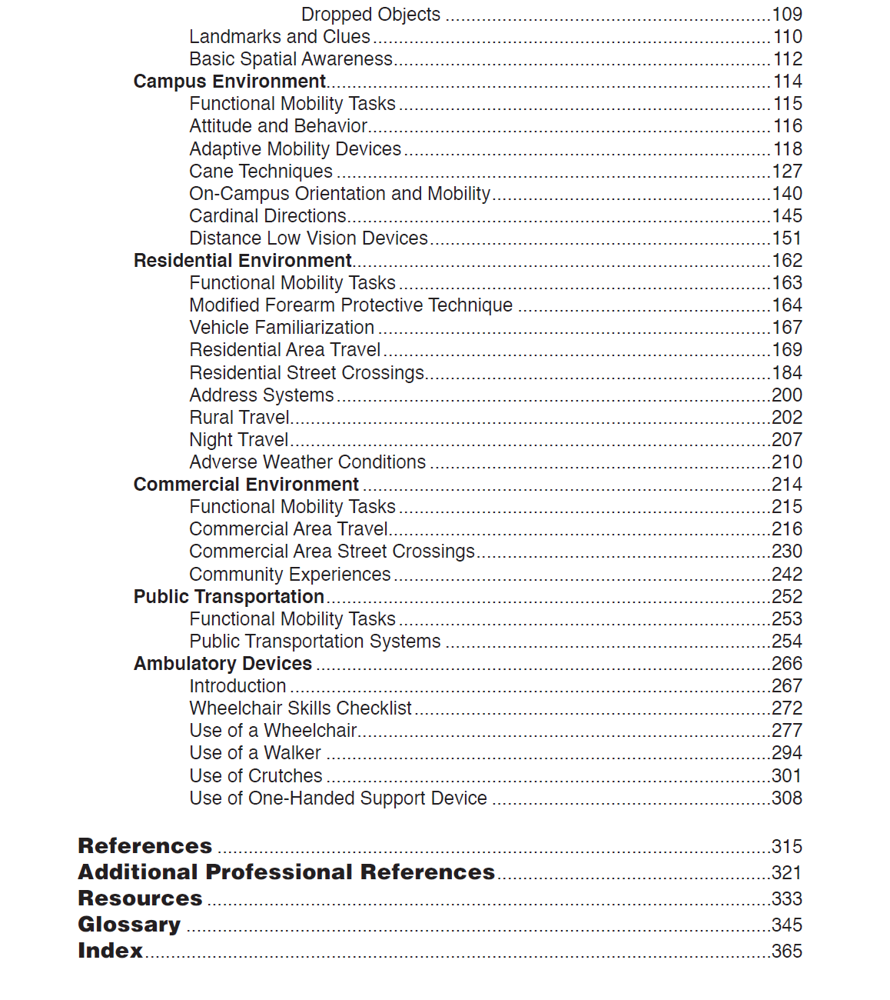 Dropped Objects ................................................................109
Landmarks and Clues..............................................................................110
Basic Spatial Awareness..........................................................................112
Campus Environment.......................................................................................114
Functional Mobility Tasks.........................................................................115
Attitude and Behavior..............................................................................116
Adaptive Mobility Devices........................................................................118
Cane Techniques .....................................................................................127
On-Campus Orientation and Mobility.......................................................140
Cardinal Directions...................................................................................145
Distance Low Vision Devices...................................................................151
Residential Environment..................................................................................162
Functional Mobility Tasks.........................................................................163
Modified Forearm Protective Technique ..................................................164
Vehicle Familiarization .............................................................................167
Residential Area Travel............................................................................169
Residential Street Crossings....................................................................184
Address Systems.....................................................................................200
Rural Travel..............................................................................................202
Night Travel..............................................................................................207
Adverse Weather Conditions ...................................................................210
Commercial Environment ................................................................................214
Functional Mobility Tasks.........................................................................215
Commercial Area Travel...........................................................................216
Commercial Area Street Crossings..........................................................230
Community Experiences..........................................................................242
Public Transportation.......................................................................................252
Functional Mobility Tasks.........................................................................253
Public Transportation Systems ................................................................254
Ambulatory Devices .........................................................................................266
Introduction ..............................................................................................267
Wheelchair Skills Checklist......................................................................272
Use of a Wheelchair.................................................................................277
Use of a Walker .......................................................................................294
Use of Crutches .......................................................................................301
Use of One-Handed Support Device .......................................................308
References ............................................................................................................315
Additional Professional References......................................................321
Resources ..............................................................................................................333
Glossary ..................................................................................................................345
Index..........................................................................................................................365